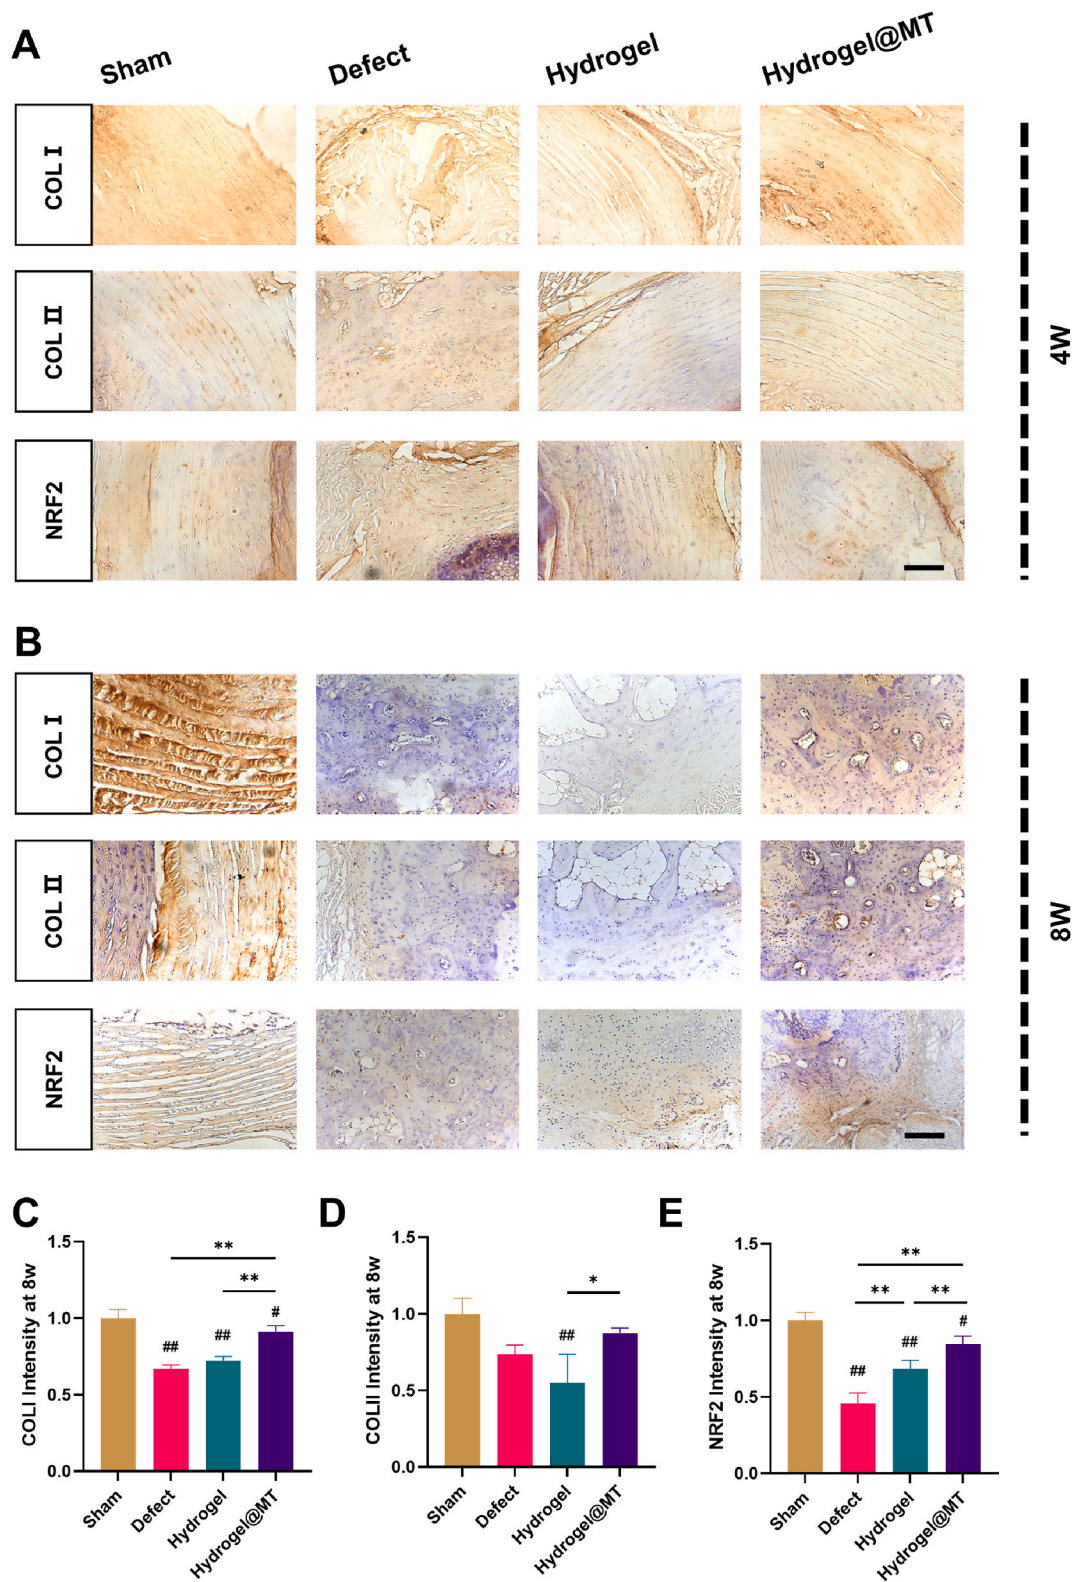 A
Sham
Defect
Hydrogel
Hydrogel@MT
COL I
COL II
NRF2
4W
B
COL I
COL II
NRF2
8W
C
COLI Intensity at 8w
1.5
1.0
0.5
0.0
**
**
##
##
#
Sham
Defect
Hydrogel
Hydrogel@MT
D
COLII Intensity at 8w
1.5
1.0
0.5
0.0
*
##
Sham
Defect
Hydrogel
Hydrogel@MT
E
NRF2 Intensity at 8w
1.5
1.0
0.5
0.0
**
**
**
##
##
#
Sham
Defect
Hydrogel
Hydrogel@MT